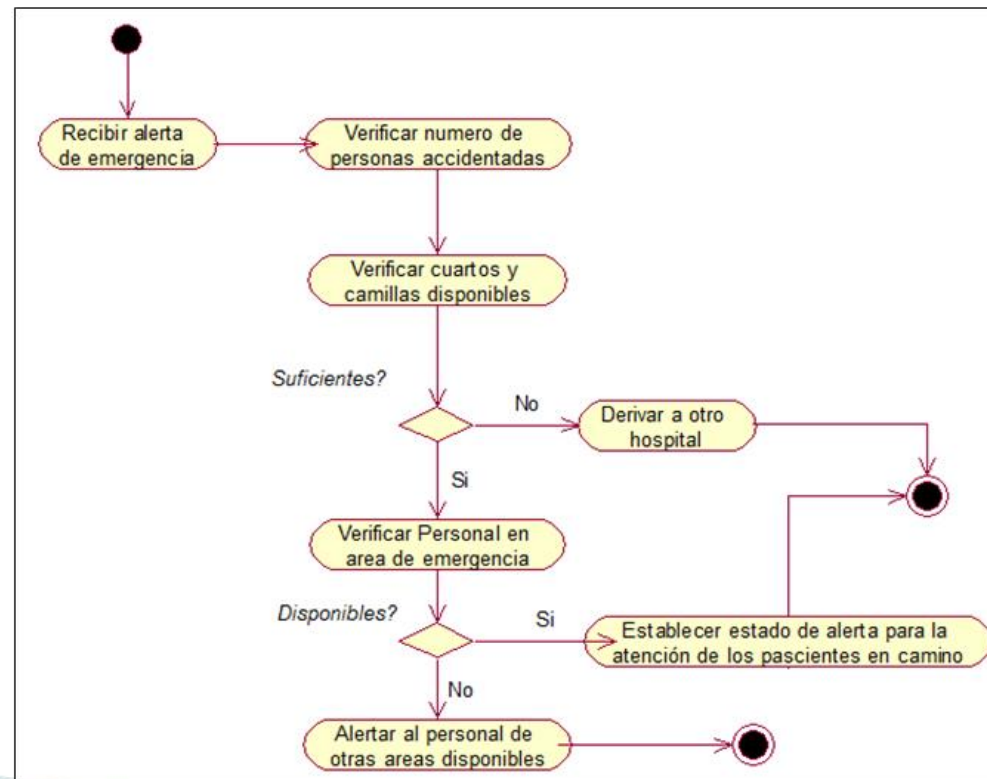 Recibir alerta
de emergencia
Verificar numero de
personas accidentadas
Verificar cuartos y
camillas disponibles
Suficientes?
No
Derivar a otro
hospital
Si
Verificar Personal en
area de emergencia
Disponibles?
Si
Establecer estado de alerta para la
atención de los pascientes en camino
No
Alertar al personal de
otras areas disponibles